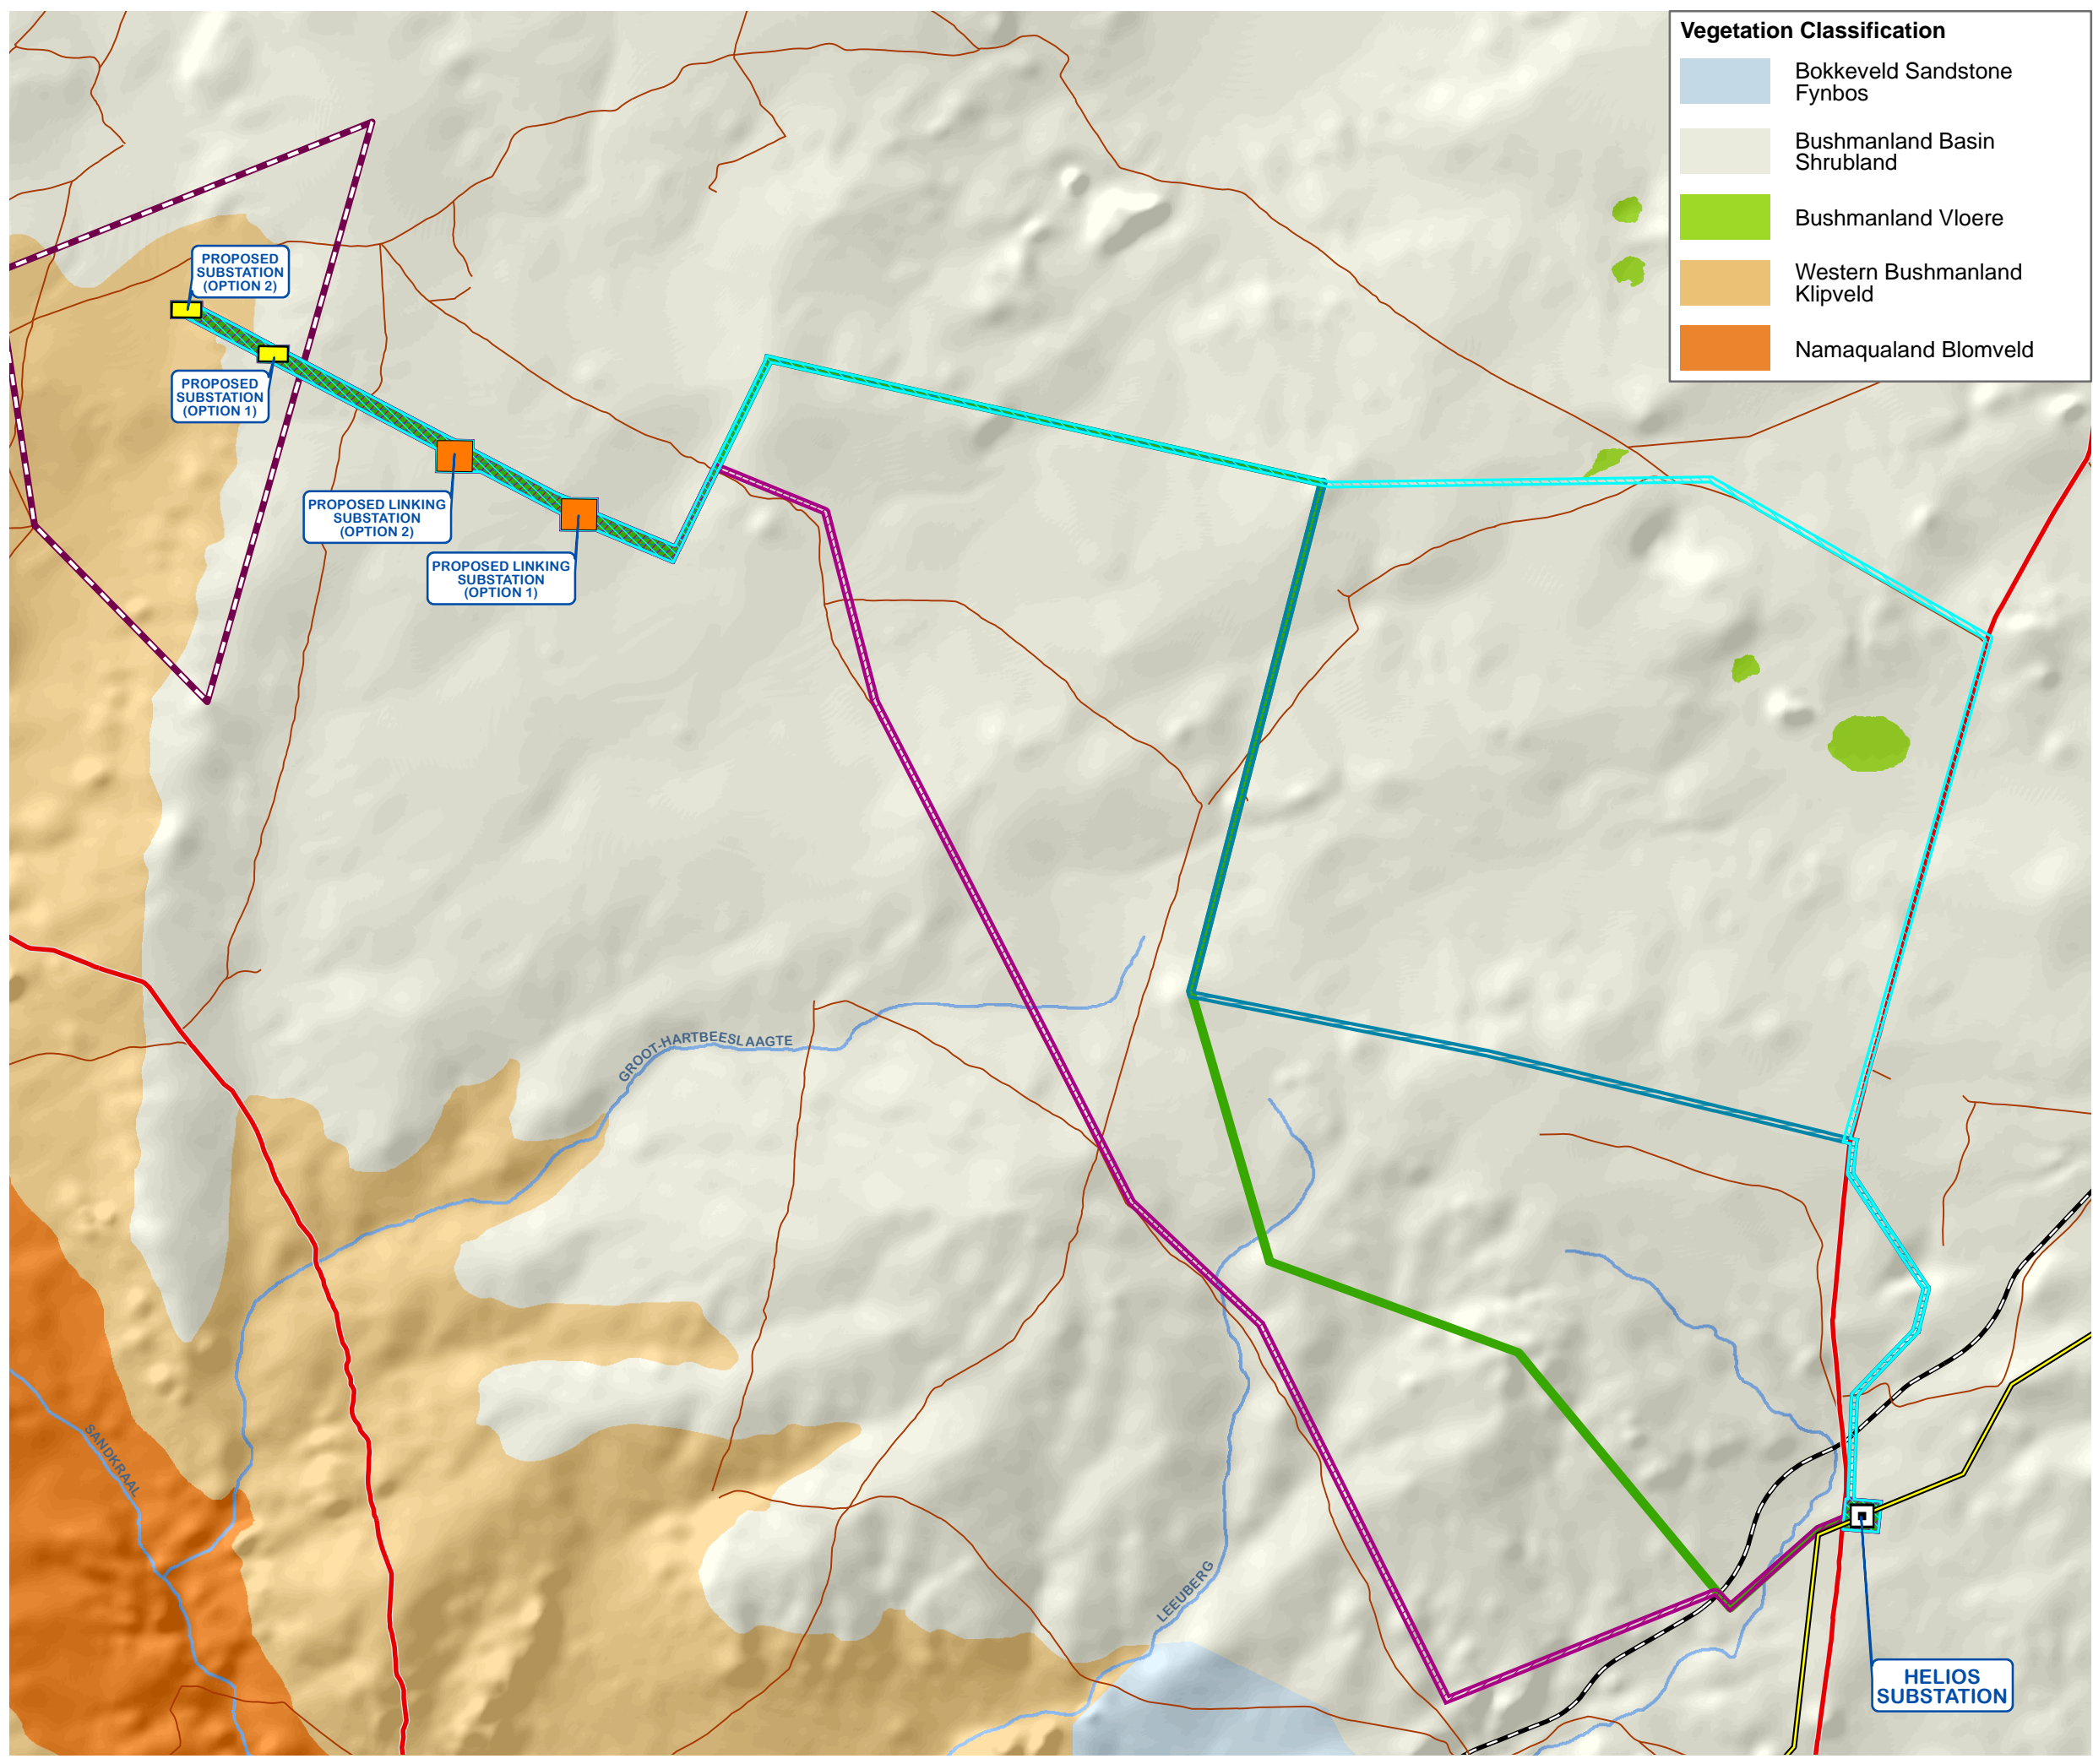 Vegetation Classification
Bokkeveld Sandstone
Fynbos
Bushmanland Basin
Shrubland
Bushmanland Vloere
Western Bushmanland
Klipveld
Namaqualand Blomveld
PROPOSED
SUBSTATION
(OPTION 2)
PROPOSED
SUBSTATION
(OPTION 1)
PROPOSED LINKING
SUBSTATION
(OPTION 2)
PROPOSED LINKING
SUBSTATION
(OPTION 1)
GROOT-HARTBEESLAAGTE
SANDKRAAL
LEEUBERG
HELIOS
SUBSTATION